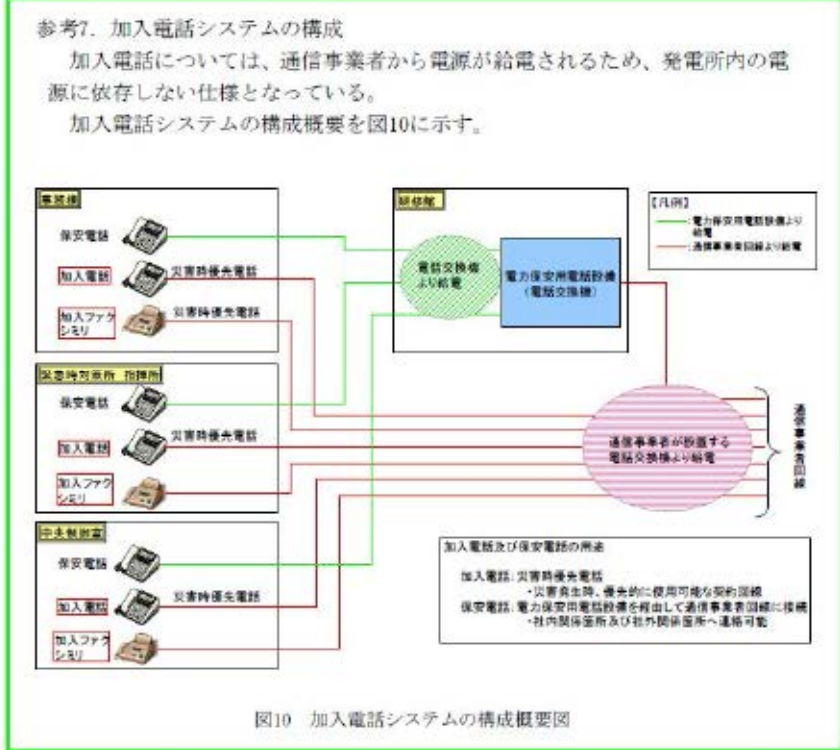 参考7. 加入電話システムの構成
加入電話については、通信事業者から電源が給電されるため、発電所内の電
源に依存しない仕様となっている。
加入電話システムの構成概要を図10に示す。
事務棟
保安電話
加入電話
災害時優先電話
加入ファク
シミリ
災害時優先電話
緊急時対策所 指揮所
保安電話
加入電話
災害時優先電話
加入ファク
シミリ
中央制御室
保安電話
加入電話
災害時優先電話
加入ファク
シミリ
研修館
電話交換機
より給電
電力保安用電話設備
(電話交換機)
【凡例】
:電力保安用電話設備より
給電
:通信事業者回線より給電
通信事業者が設置する
電話交換機より給電
通信事業者回線
加入電話及び保安電話の用途
加入電話:災害時優先電話
・災害発生時、優先的に使用可能な契約回線
保安電話:電力保安用電話設備を経由して通信事業者回線に接続
・社内関係箇所及び社外関係箇所へ連絡可能
図10 加入電話システムの構成概要図